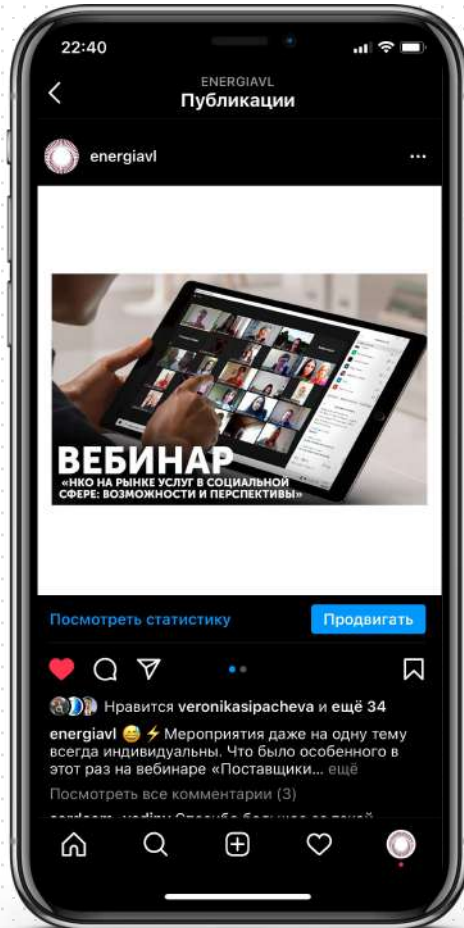 22:40
ENERGIAVL
Публикации
energiavl
ВЕБИНАР
«НКО НА РЫНКЕ УСЛУГ В СОЦИАЛЬНОЙ
СФЕРЕ: ВОЗМОЖНОСТИ И ПЕРСПЕКТИВЫ»
Посмотреть статистику
Продвигать
Нравится veronikasipacheva и ещё 34
energiavl 😅⚡Мероприятия даже на одну тему
всегда индивидуальны. Что было особенного в
этот раз на вебинаре «Поставщики... ещё
Посмотреть все комментарии (3)